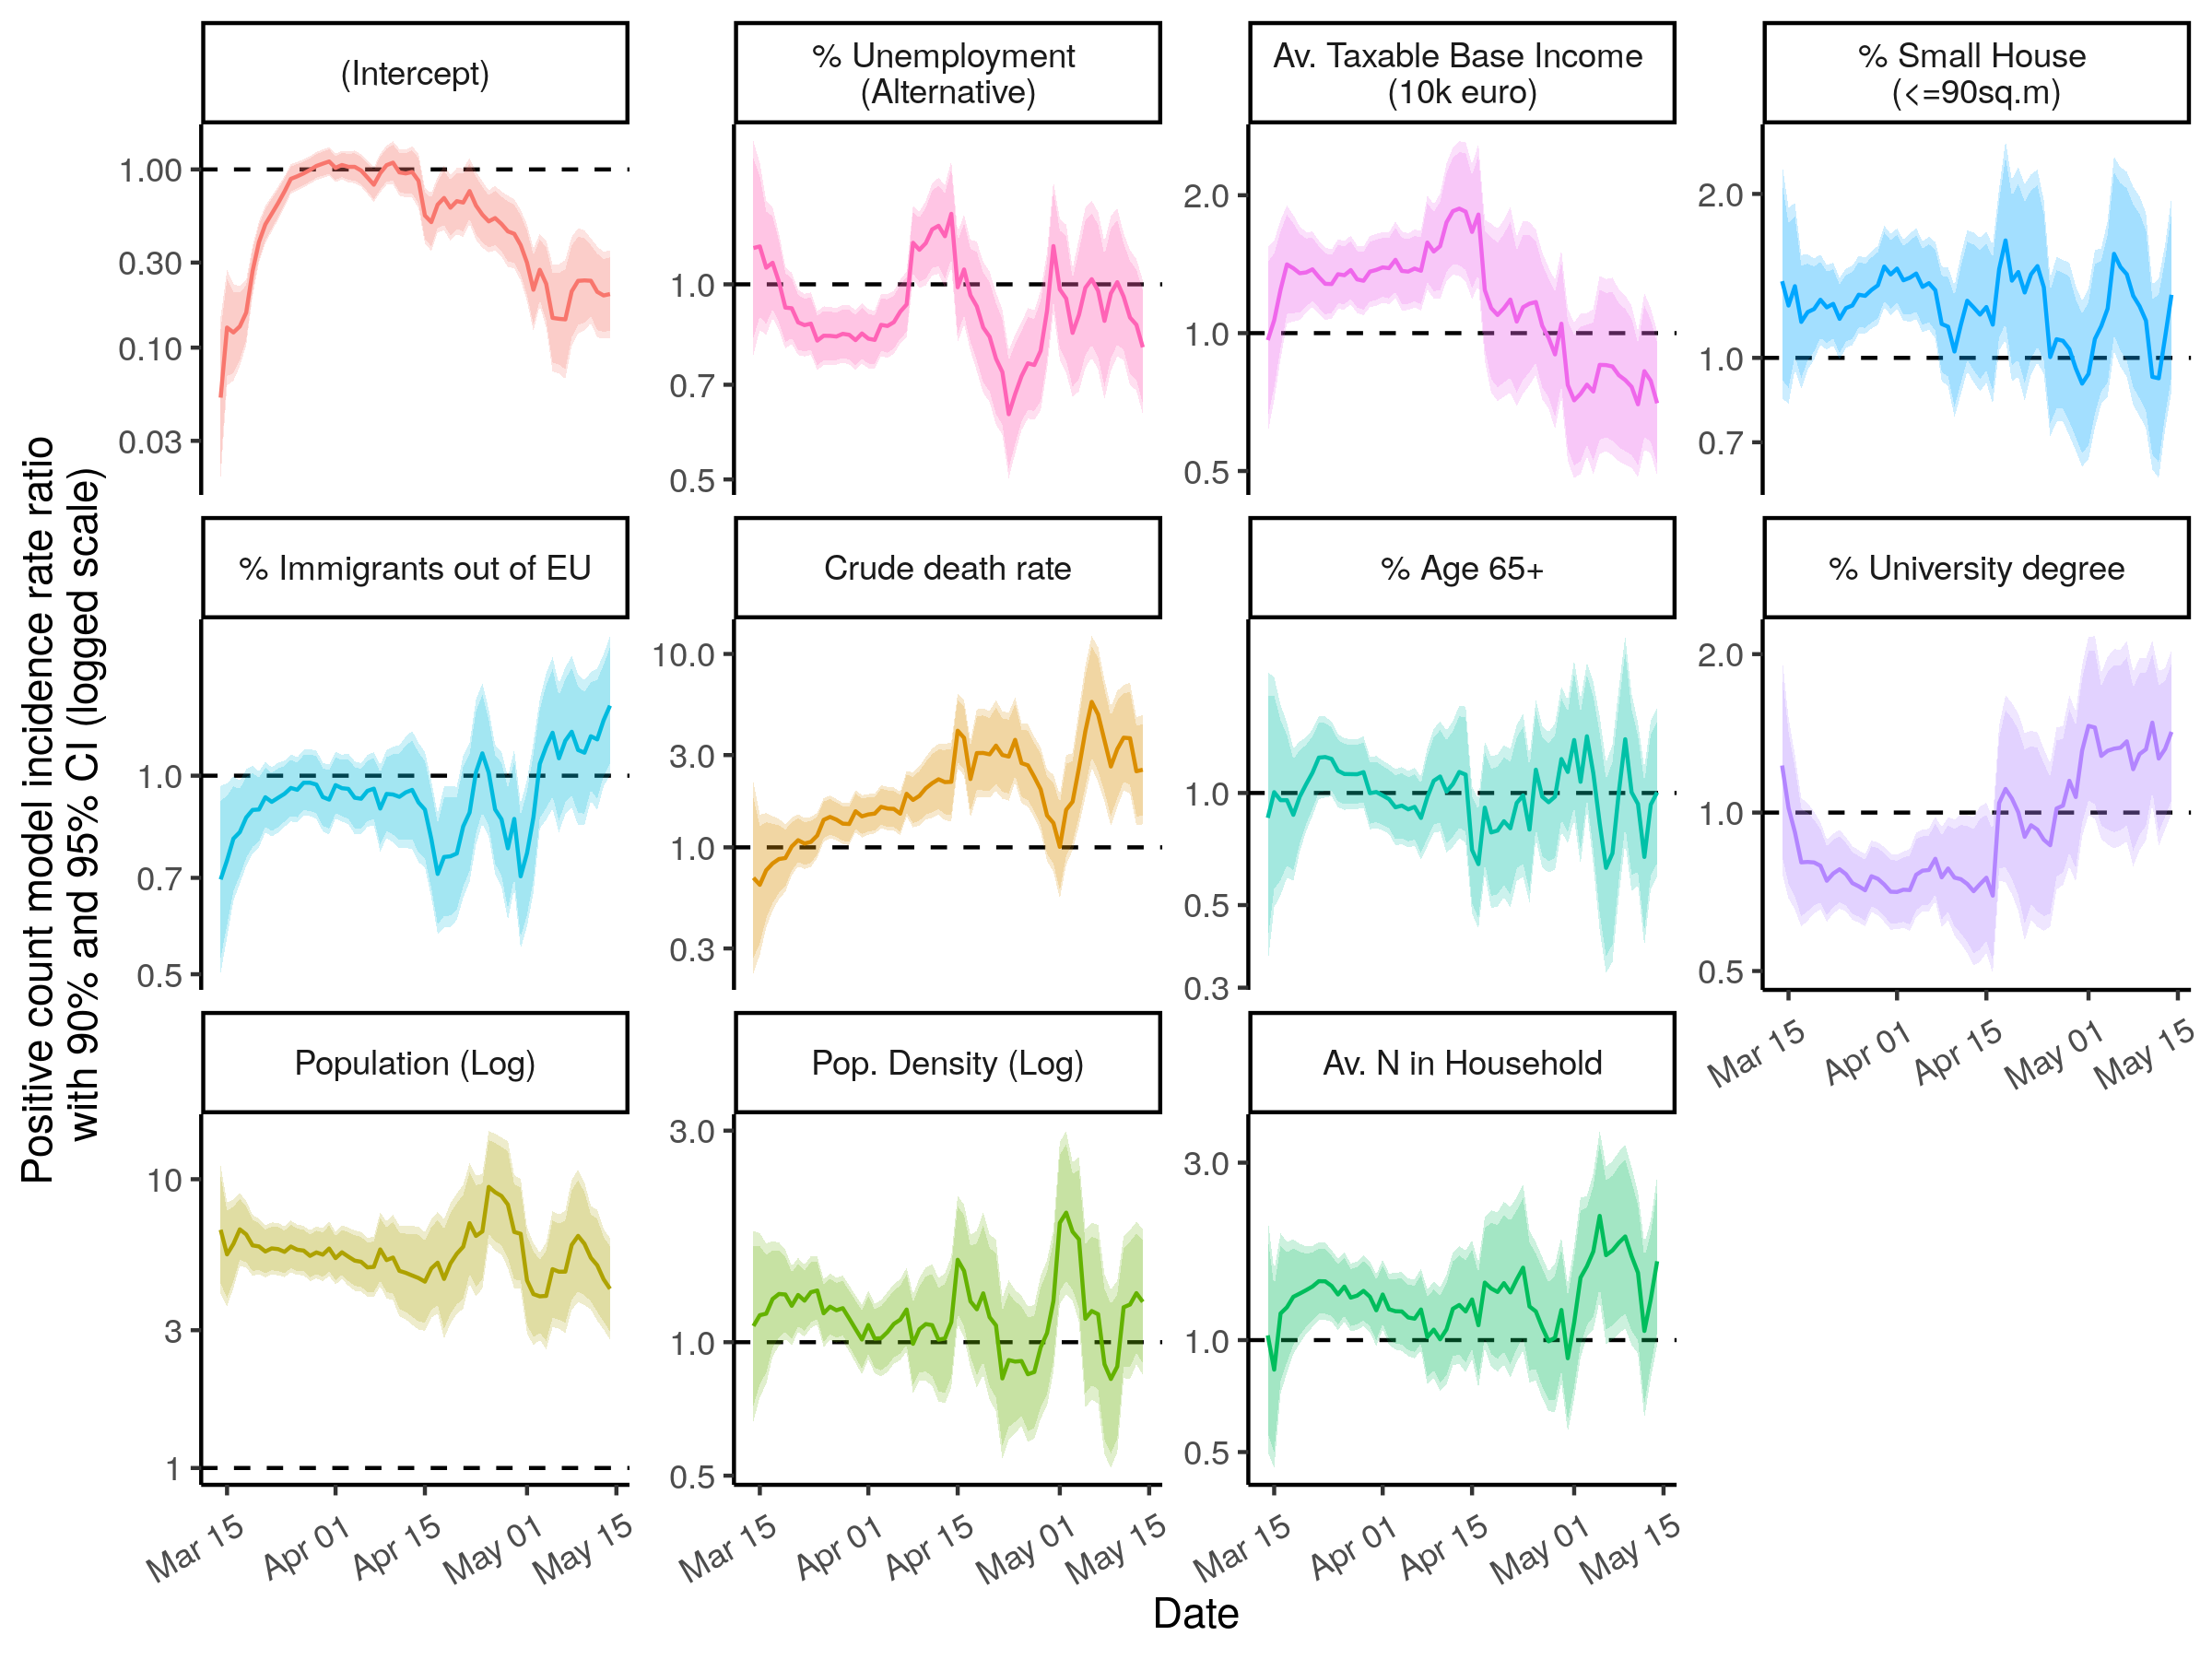 Positive count model incidence rate ratio
with 90% and 95% CI (logged scale)
(Intercept)
1.00
0.30
0.10
0.03
% Unemployment
(Alternative)
1.0
0.7
0.5
Av. Taxable Base Income
(10k euro)
2.0
1.0
0.5
% Small House
(<=90sq.m)
2.0
1.0
0.7
% Immigrants out of EU
1.0
0.7
0.5
Crude death rate
10.0
3.0
1.0
0.3
% Age 65+
1.0
0.5
0.3
% University degree
2.0
1.0
0.5
Mar 15
Apr 01
Apr 15
May 01
May 15
Population (Log)
10
3
1
Mar 15
Apr 01
Apr 15
May 01
May 15
Pop. Density (Log)
3.0
1.0
0.5
Mar 15
Apr 01
Apr 15
May 01
May 15
Av. N in Household
3.0
1.0
0.5
Mar 15
Apr 01
Apr 15
May 01
May 15
Date